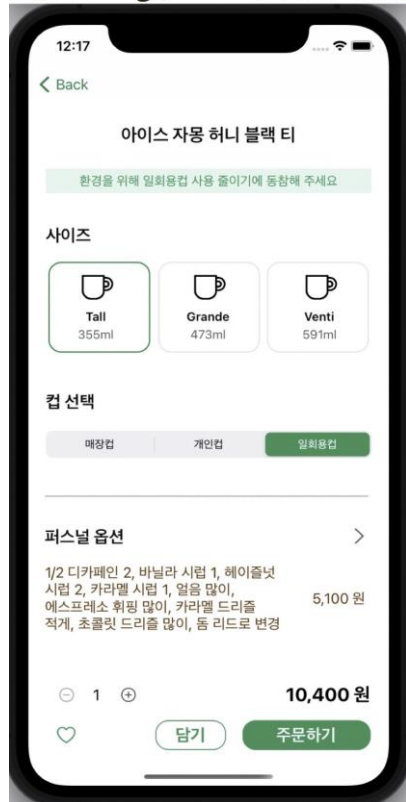 12:17
Back
아이스 자몽 허니 블랙 티
환경을 위해 일회용컵 사용 줄이기에 동참해 주세요
사이즈
Tall
355ml
Grande
473ml
Venti
591ml
컵 선택
매장컵
개인컵
일회용컵
퍼스널 옵션
1/2 디카페인 2, 바닐라 시럽 1, 헤이즐넛
시럽 2, 카라멜 시럽 1, 얼음 많이,
에스프레소 휘핑 많이, 카라멜 드리즐
적게, 초콜릿 드리즐 많이, 돔 리드로 변경
5,100 원
1
10,400 원
담기
주문하기